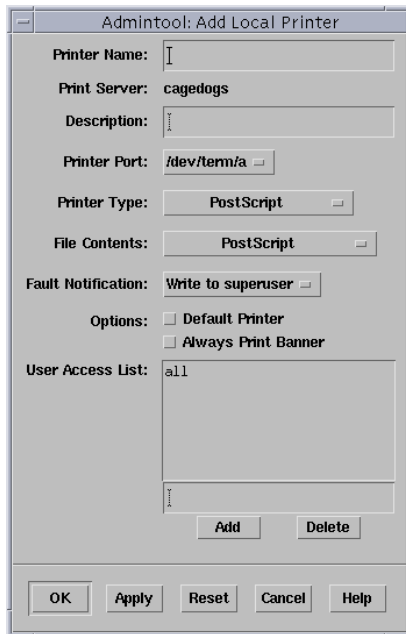 Admintool: Add Local Printer
Printer Name:
Print Server: cagedogs
Description:
Printer Port: /dev/term/a
Printer Type: PostScript
File Contents: PostScript
Fault Notification: Write to superuser
Options: Default Printer
Always Print Banner
User Access List: all
Add Delete
OK Apply Reset Cancel Help